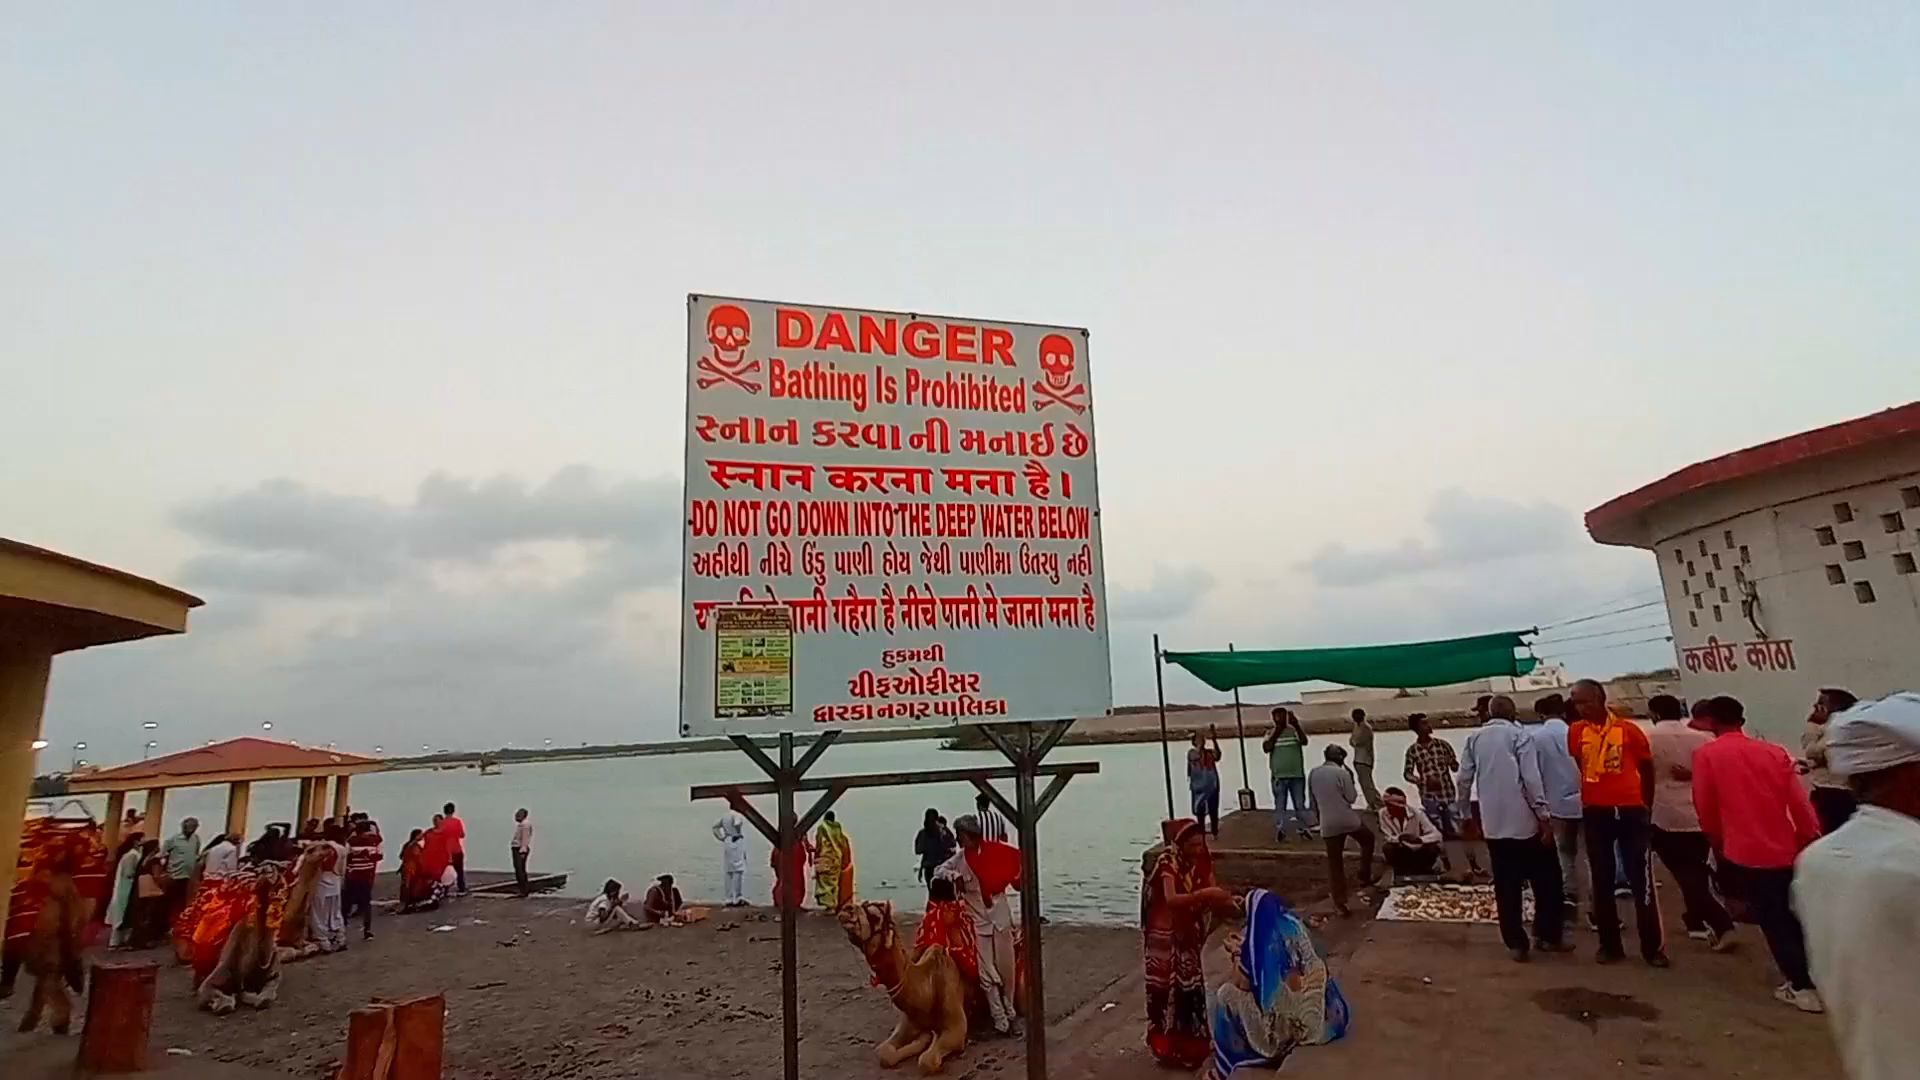 DANGER
Bathing Is Prohibited
સ્નાન કરવાની મનાઈ છે
स्नान करना मना है।
DO NOT GO DOWN INTO THE DEEP WATER BELOW
અહીથી નીચે ઉંડુ પાણી હોય જેથી પાણીમા ઉતરવુ નહી
पानी गहैरा है नीचे पानी मे जाना मना है
હુકમથી
ચીફઓફીસર
દ્વારકા નગરપાલિકા
कबीर कोठा